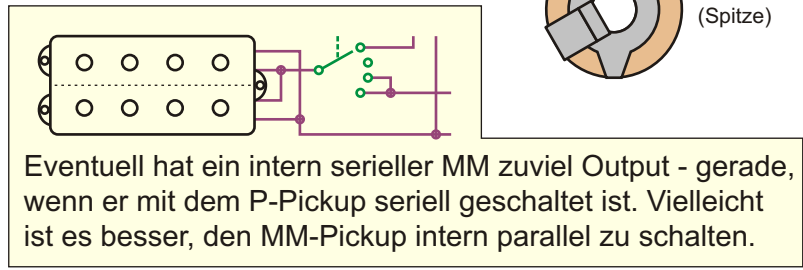 (Spitze)
Eventuell hat ein intern serieller MM zuviel Output - gerade,
wenn er mit dem P-Pickup seriell geschaltet ist. Vielleicht
ist es besser, den MM-Pickup intern parallel zu schalten.